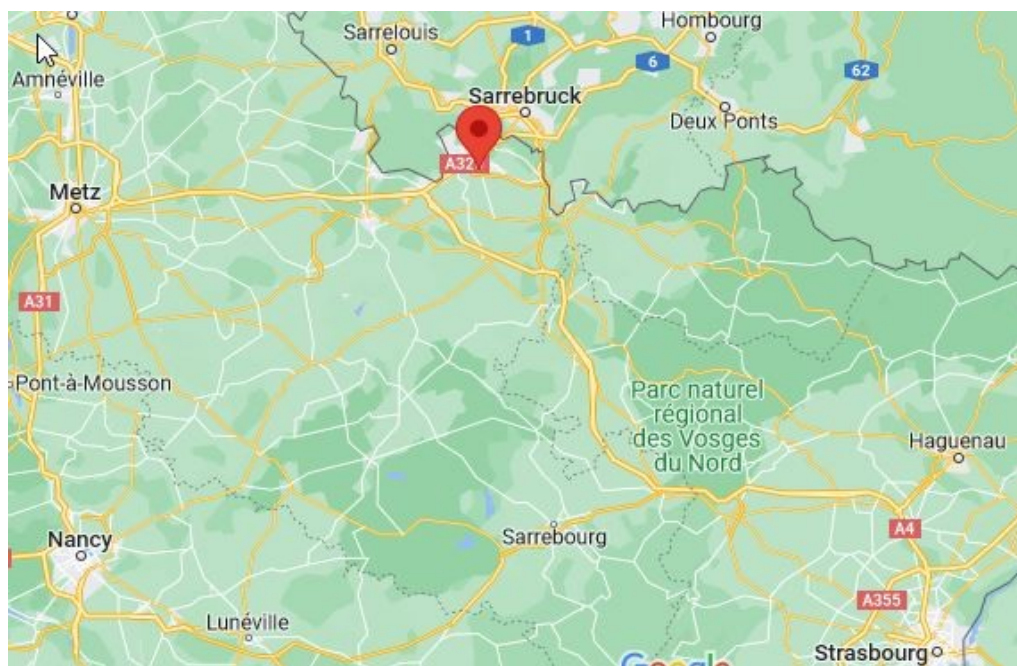 Hombourg
Sarrelouis
1
6
62
Amnéville
Sarrebruck
Deux Ponts
A32
Metz
A31
Pont-à-Mousson
Parc naturel
régional
des Vosges
du Nord
Haguenau
Nancy
Sarrebourg
A4
A355
Lunéville
Strasbourg
Google